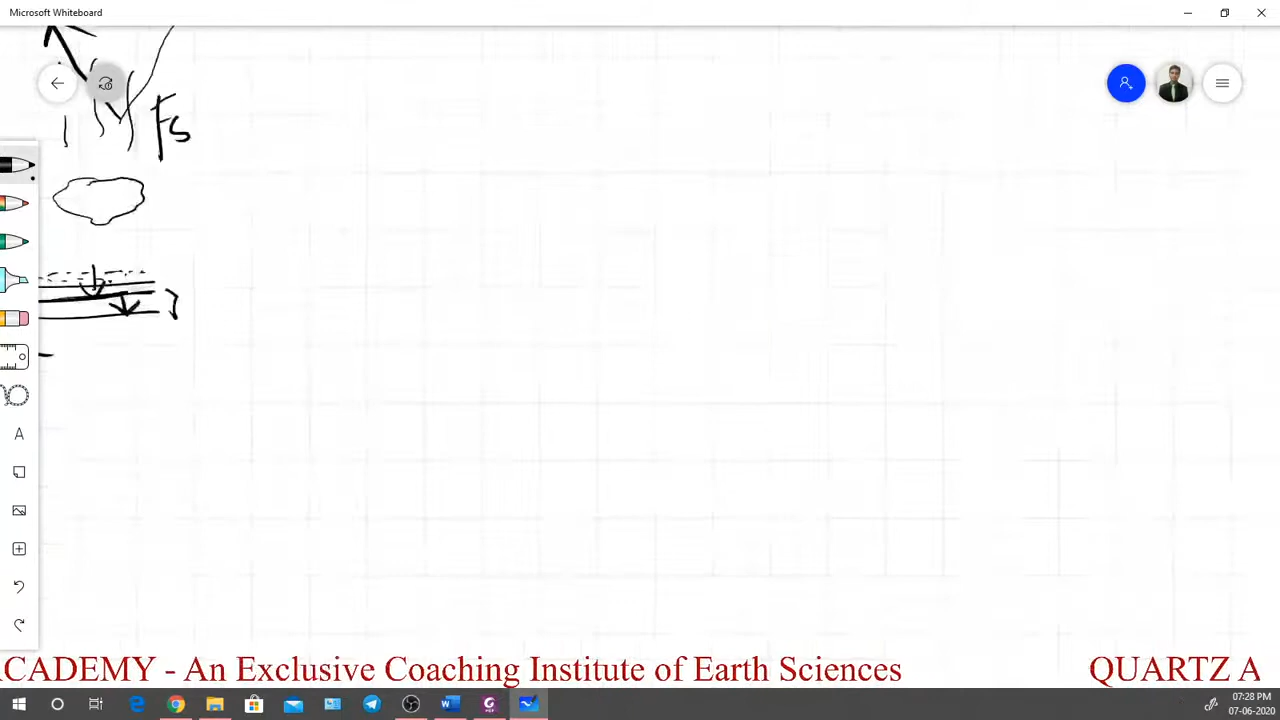 Microsoft Whiteboard
Fs
A
CADEMY - An Exclusive Coaching Institute of Earth Sciences QUARTZ A
07:28 PM
07-06-2020